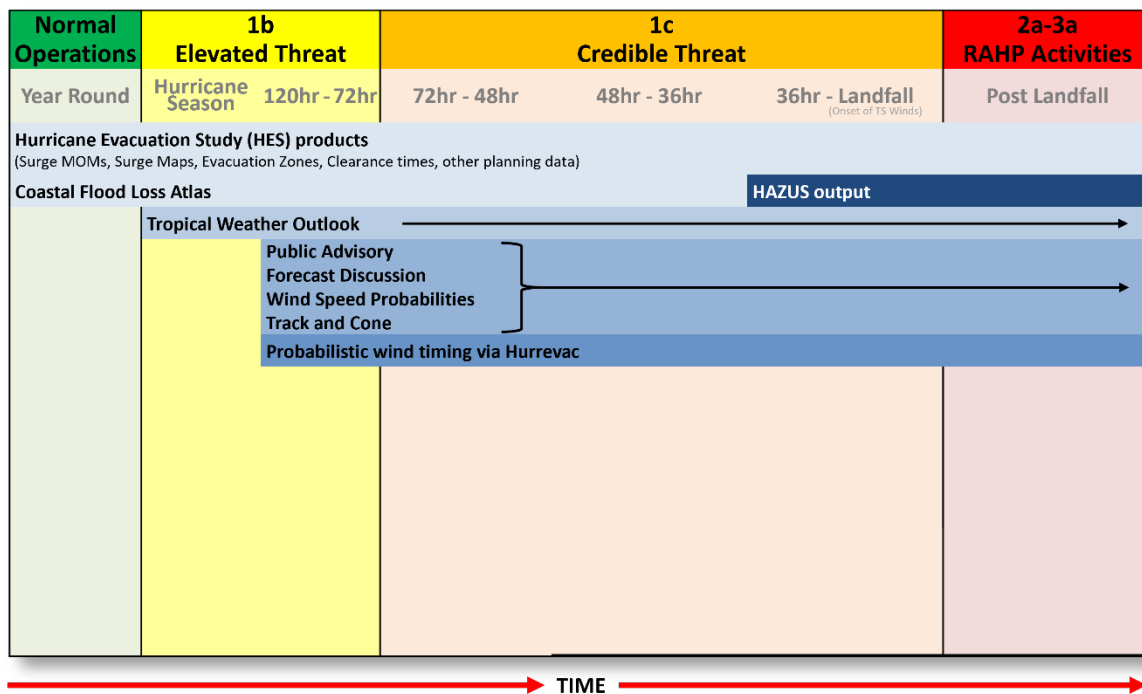 Normal
Operations
1b
Elevated Threat
1c
Credible Threat
2a-3a
RAHP Activities
Year Round
Hurricane
Season
120hr - 72hr
72hr - 48hr
48hr - 36hr
36hr - Landfall
(Onset of TS Winds)
Post Landfall
Hurricane Evacuation Study (HES) products
(Surge MOMs, Surge Maps, Evacuation Zones, Clearance times, other planning data)
Coastal Flood Loss Atlas
HAZUS output
Tropical Weather Outlook
Public Advisory
Forecast Discussion
Wind Speed Probabilities
Track and Cone
Probabilistic wind timing via Hurrevac
TIME